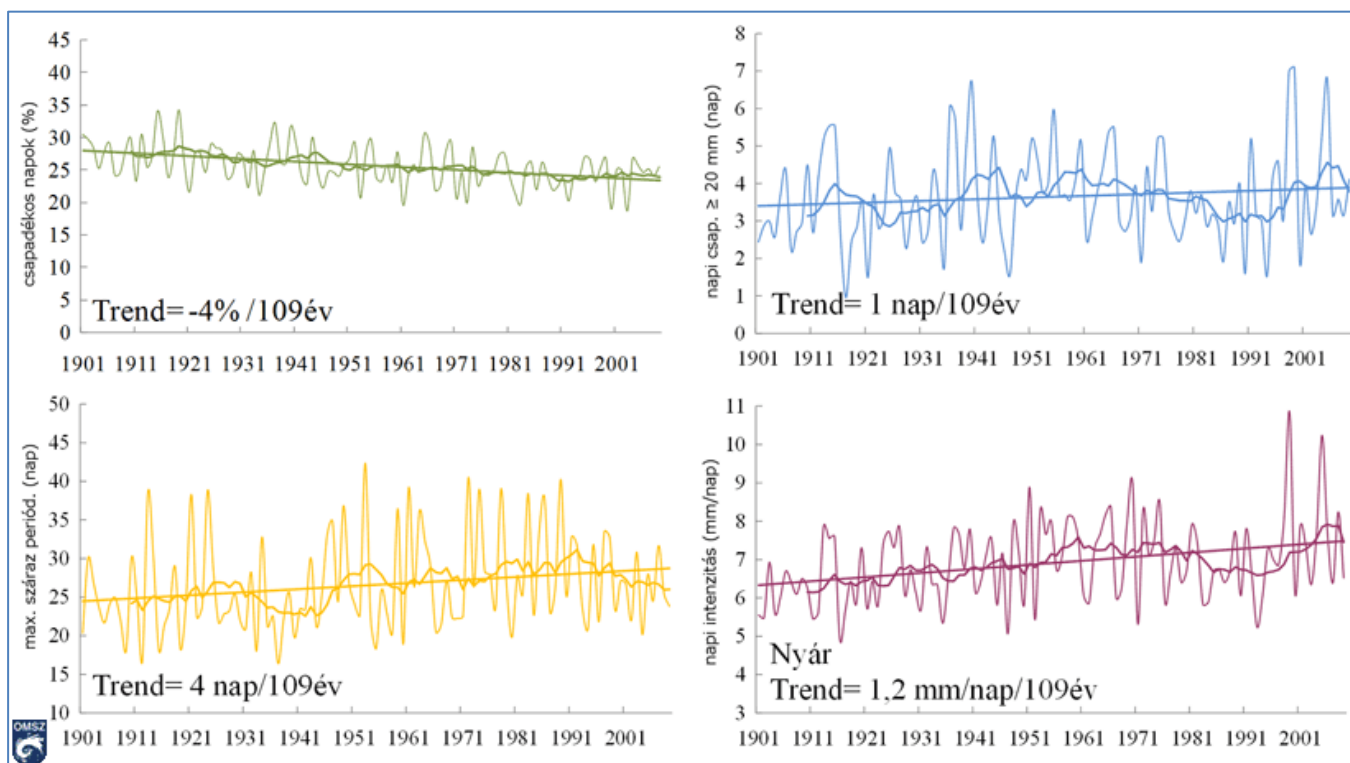 csapadékos napok (%)
45
40
35
30
25
20
15
10
5
0
Trend= -4% /109év
1901 1911 1921 1931 1941 1951 1961 1971 1981 1991 2001
napi csap. ≥ 20 mm (nap)
8
7
6
5
4
3
2
1
0
Trend= 1 nap/109év
1901 1911 1921 1931 1941 1951 1961 1971 1981 1991 2001
max. száraz periód. (nap)
50
45
40
35
30
25
20
15
10
Trend= 4 nap/109év
1901 1911 1921 1931 1941 1951 1961 1971 1981 1991 2001
napi intenzitás (mm/nap)
11
10
9
8
7
6
5
4
3
Nyár
Trend= 1,2 mm/nap/109év
1901 1911 1921 1931 1941 1951 1961 1971 1981 1991 2001
OMSZ